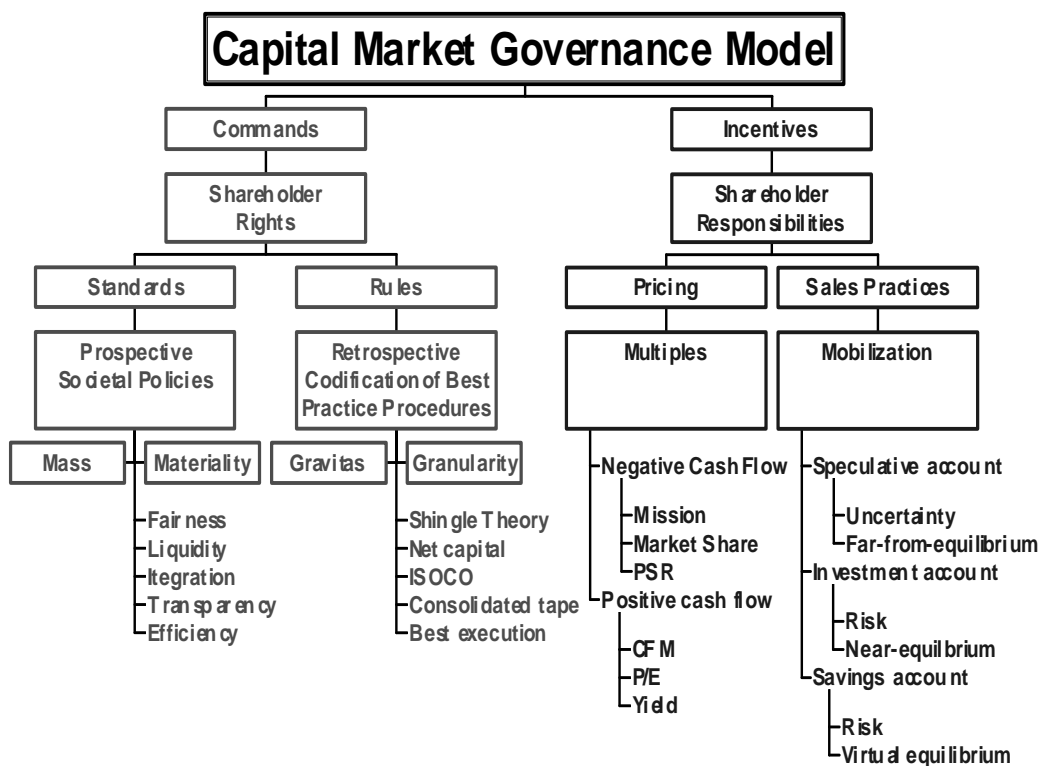 Capital Market Governance Model
Commands
Incentives
Shareholder
Rights
Shareholder
Responsibilities
Standards
Rules
Pricing
Sales Practices
Prospective
Societal Policies
Retrospective
Codification of Best
Practice Procedures
Multiples
Mobilization
Mass
Materiality
Gravitas
Granularity
Fairness
Liquidity
Itegration
Transparency
Efficiency
Shingle Theory
Net capital
ISOCO
Consolidated tape
Best execution
Negative Cash Flow
Mission
Market Share
PSR
Positive cash flow
CFM
P/E
Yield
Speculative account
Uncertainty
Far-from-equilibrium
Investment account
Risk
Near-equilbrium
Savings account
Risk
Virtual equilibrium